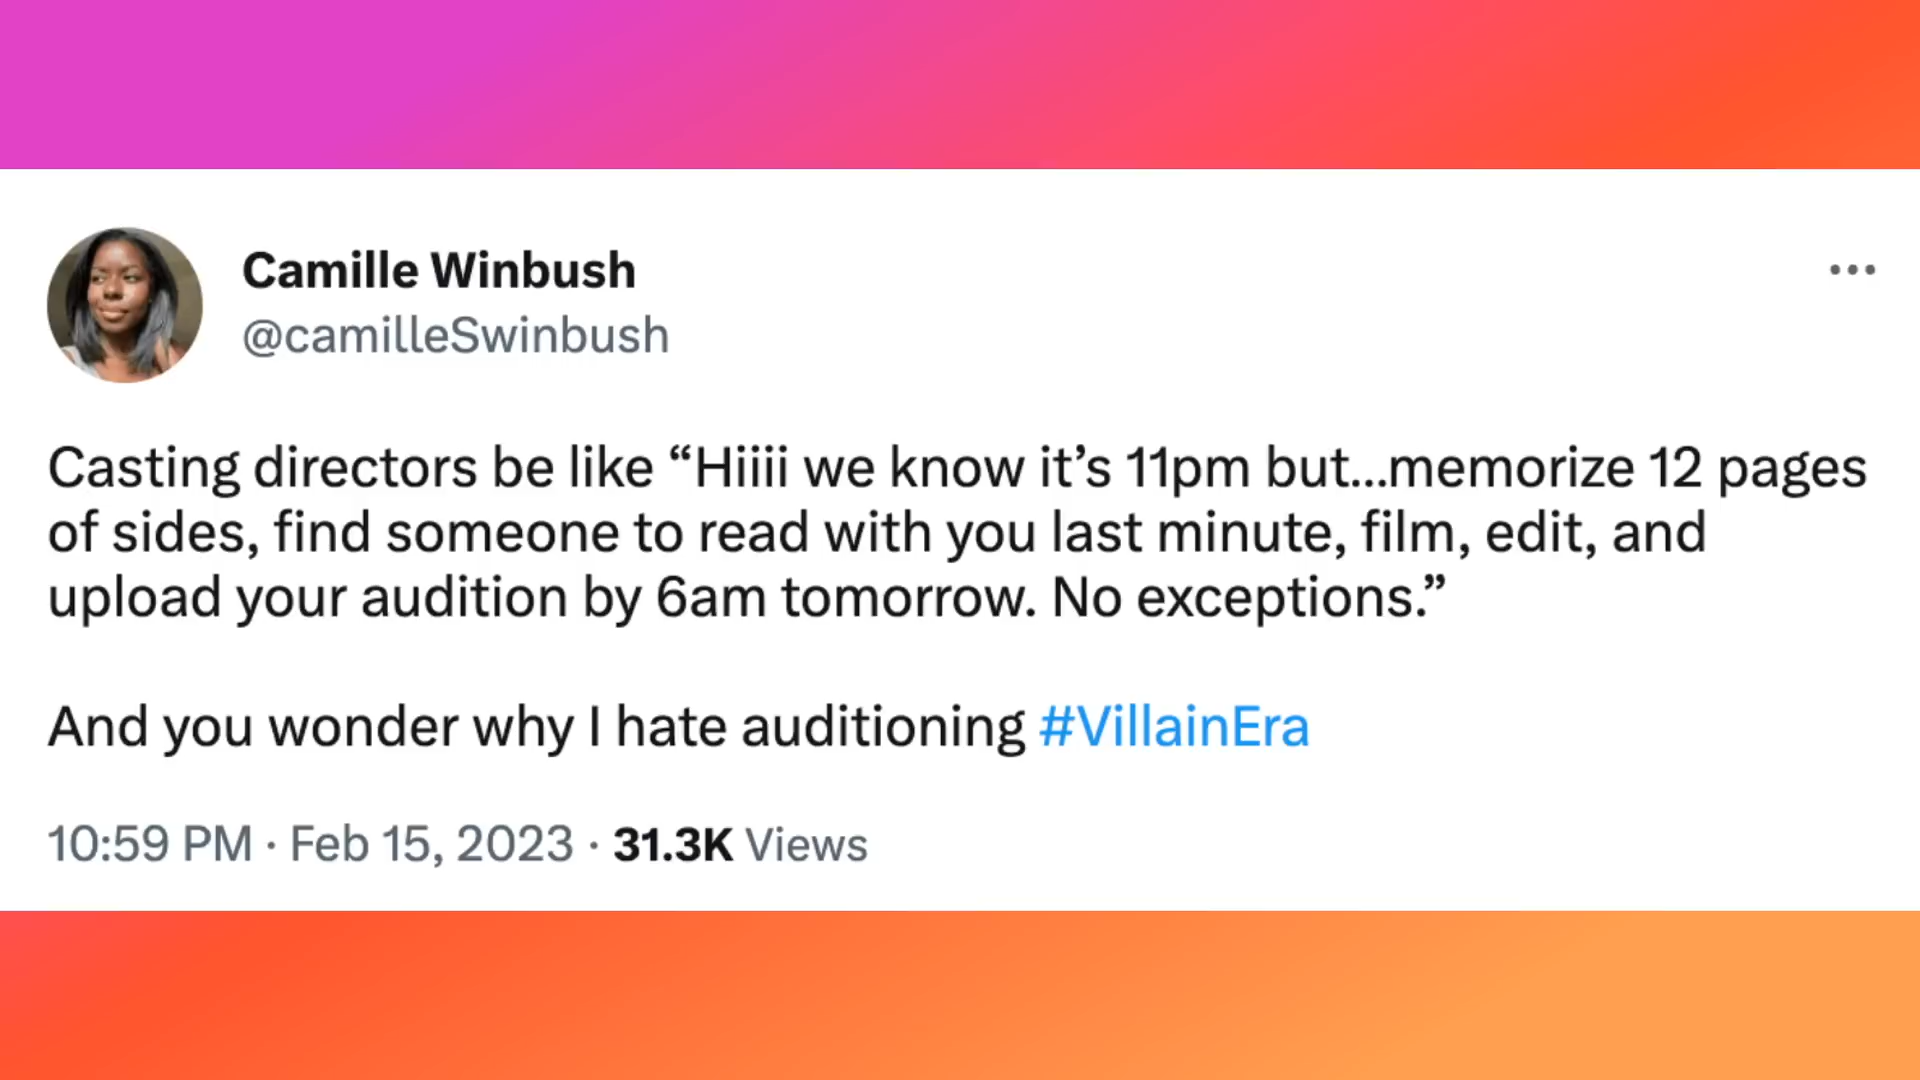 Camille Winbush
@camilleSwinbush
Casting directors be like “Hiiii we know it’s 11pm but...memorize 12 pages
of sides, find someone to read with you last minute, film, edit, and
upload your audition by 6am tomorrow. No exceptions.”
And you wonder why I hate auditioning #VillainEra
10:59 PM · Feb 15, 2023 · 31.3K Views